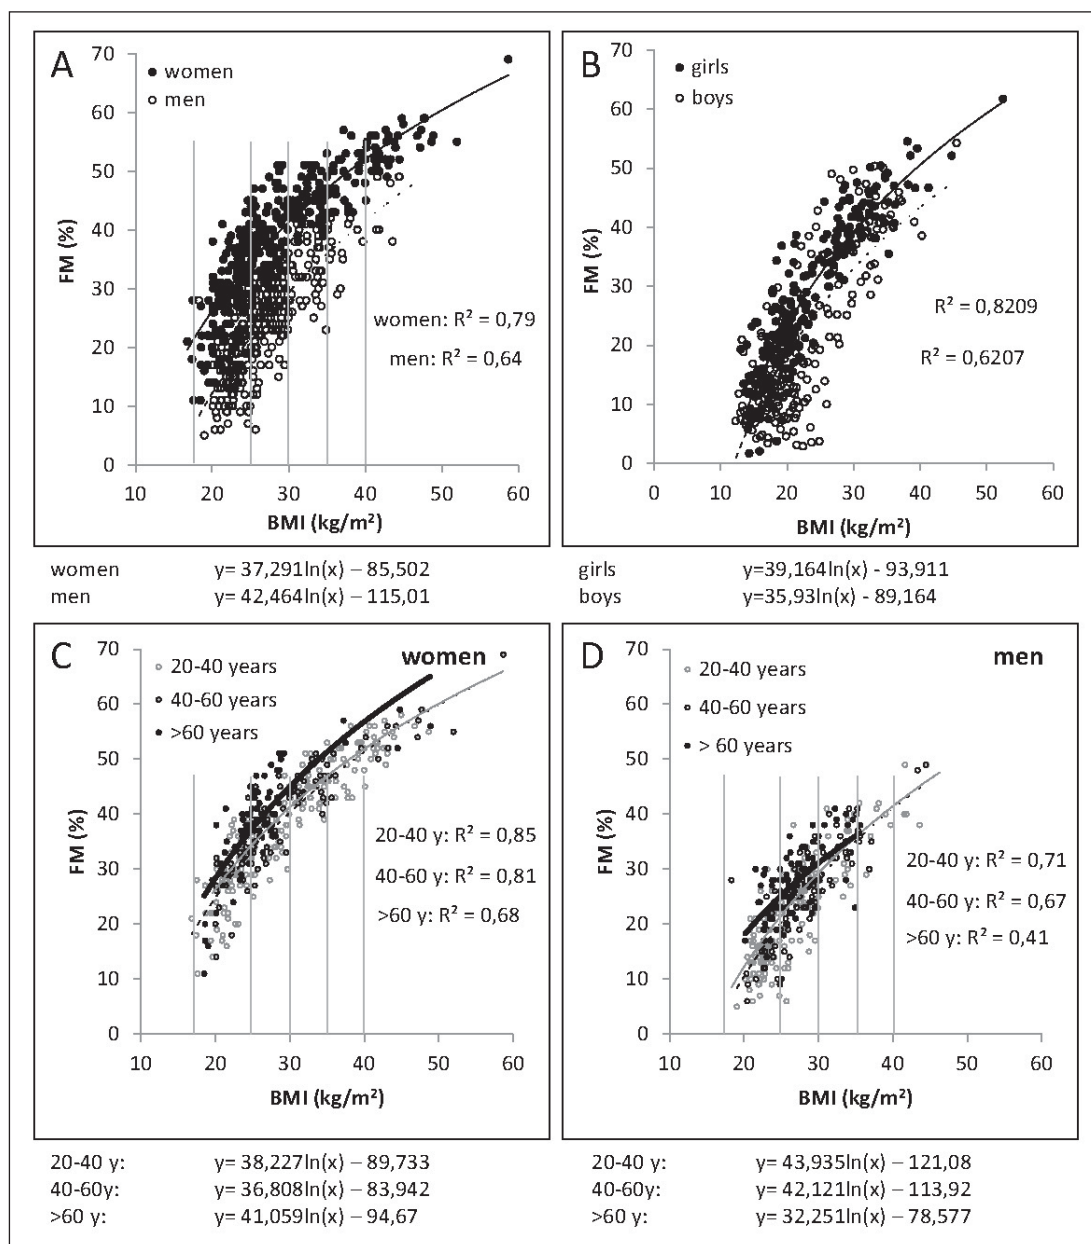 A
women
men
70
60
50
40
30
20
10
0
FM (%)
women: R² = 0,79
men: R² = 0,64
10 20 30 40 50 60
BMI (kg/m²)
women y= 37,291ln(x) – 85,502
men y= 42,464ln(x) – 115,01
B
girls
boys
70
60
50
40
30
20
10
0
FM (%)
R² = 0,8209
R² = 0,6207
0 10 20 30 40 50 60
BMI (kg/m²)
girls y=39,164ln(x) - 93,911
boys y=35,93ln(x) - 89,164
C
women
20-40 years
40-60 years
>60 years
70
60
50
40
30
20
10
0
FM (%)
20-40 y: R² = 0,85
40-60 y: R² = 0,81
>60 y: R² = 0,68
10 20 30 40 50 60
BMI (kg/m²)
20-40 y: y= 38,227ln(x) – 89,733
40-60y: y= 36,808ln(x) – 83,942
>60 y: y= 41,059ln(x) – 94,67
D
men
20-40 years
40-60 years
> 60 years
70
60
50
40
30
20
10
0
FM (%)
20-40 y: R² = 0,71
40-60 y: R² = 0,67
>60 y: R² = 0,41
10 20 30 40 50 60
BMI (kg/m²)
20-40 y: y= 43,935ln(x) – 121,08
40-60y: y= 42,121ln(x) – 113,92
>60 y: y= 32,251ln(x) – 78,577